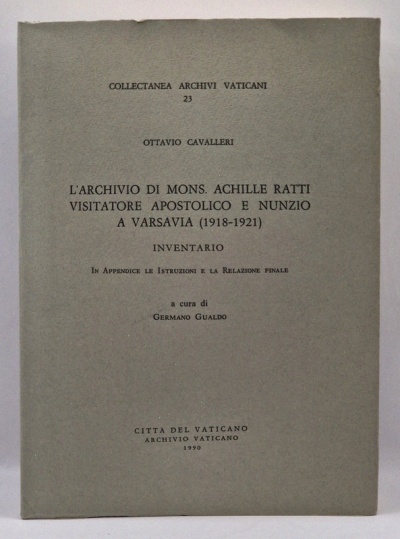 COLLECTANEA ARCHIVI VATICANI
23
OTTAVIO CAVALLERI
L'ARCHIVIO DI MONS. ACHILLE RATTI
VISITATORE APOSTOLICO E NUNZIO
A VARSAVIA (1918-1921)
INVENTARIO
IN APPENDICE LE ISTRUZIONI E LA RELAZIONE FINALE
a cura di
GERMANO GUALDO
CITTÀ DEL VATICANO
ARCHIVIO VATICANO
1990